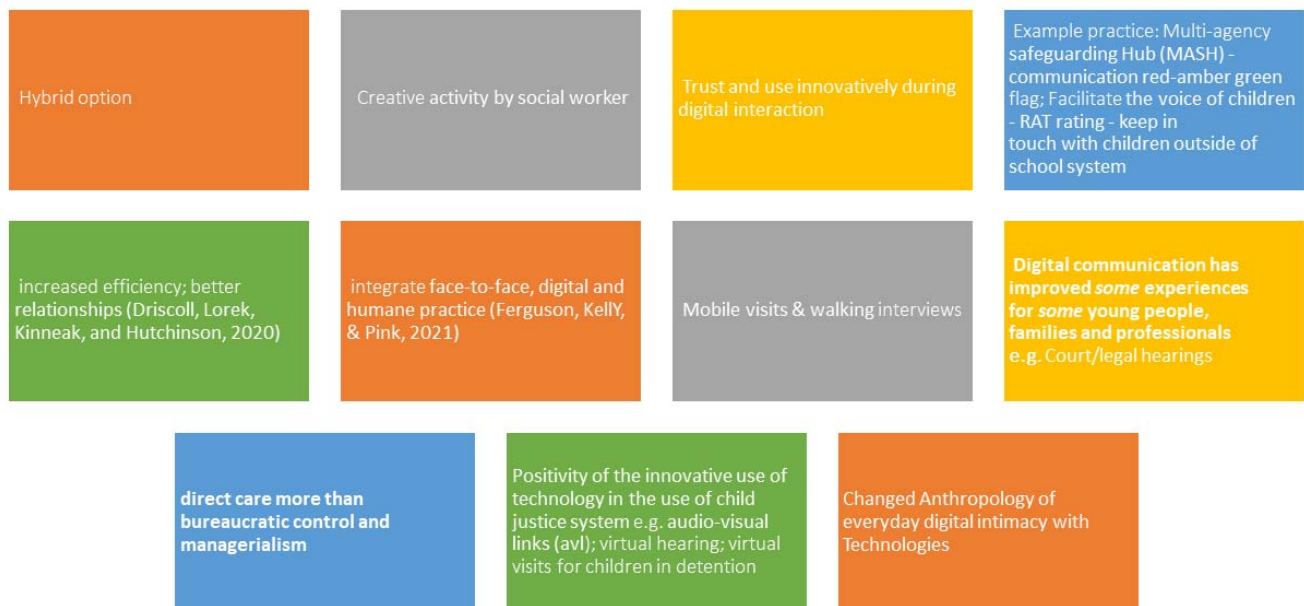 Hybrid option
Creative activity by social worker
Trust and use innovatively during
digital interaction
Example practice: Multi-agency
safeguarding Hub (MASH) -
communication red-amber green
flag; Facilitate the voice of children
- RAT rating - keep in
touch with children outside of
school system
increased efficiency; better
relationships (Driscoll, Lorek,
Kinneak, and Hutchinson, 2020)
integrate face-to-face, digital and
humane practice (Ferguson, KellY,
& Pink, 2021)
Mobile visits & walking interviews
Digital communication has
improved some experiences
for some young people,
families and professionals
e.g. Court/legal hearings
direct care more than
bureaucratic control and
managerialism
Positivity of the innovative use of
technology in the use of child
justice system e.g. audio-visual
links (avl); virtual hearing; virtual
visits for children in detention
Changed Anthropology of
everyday digital intimacy with
Technologies